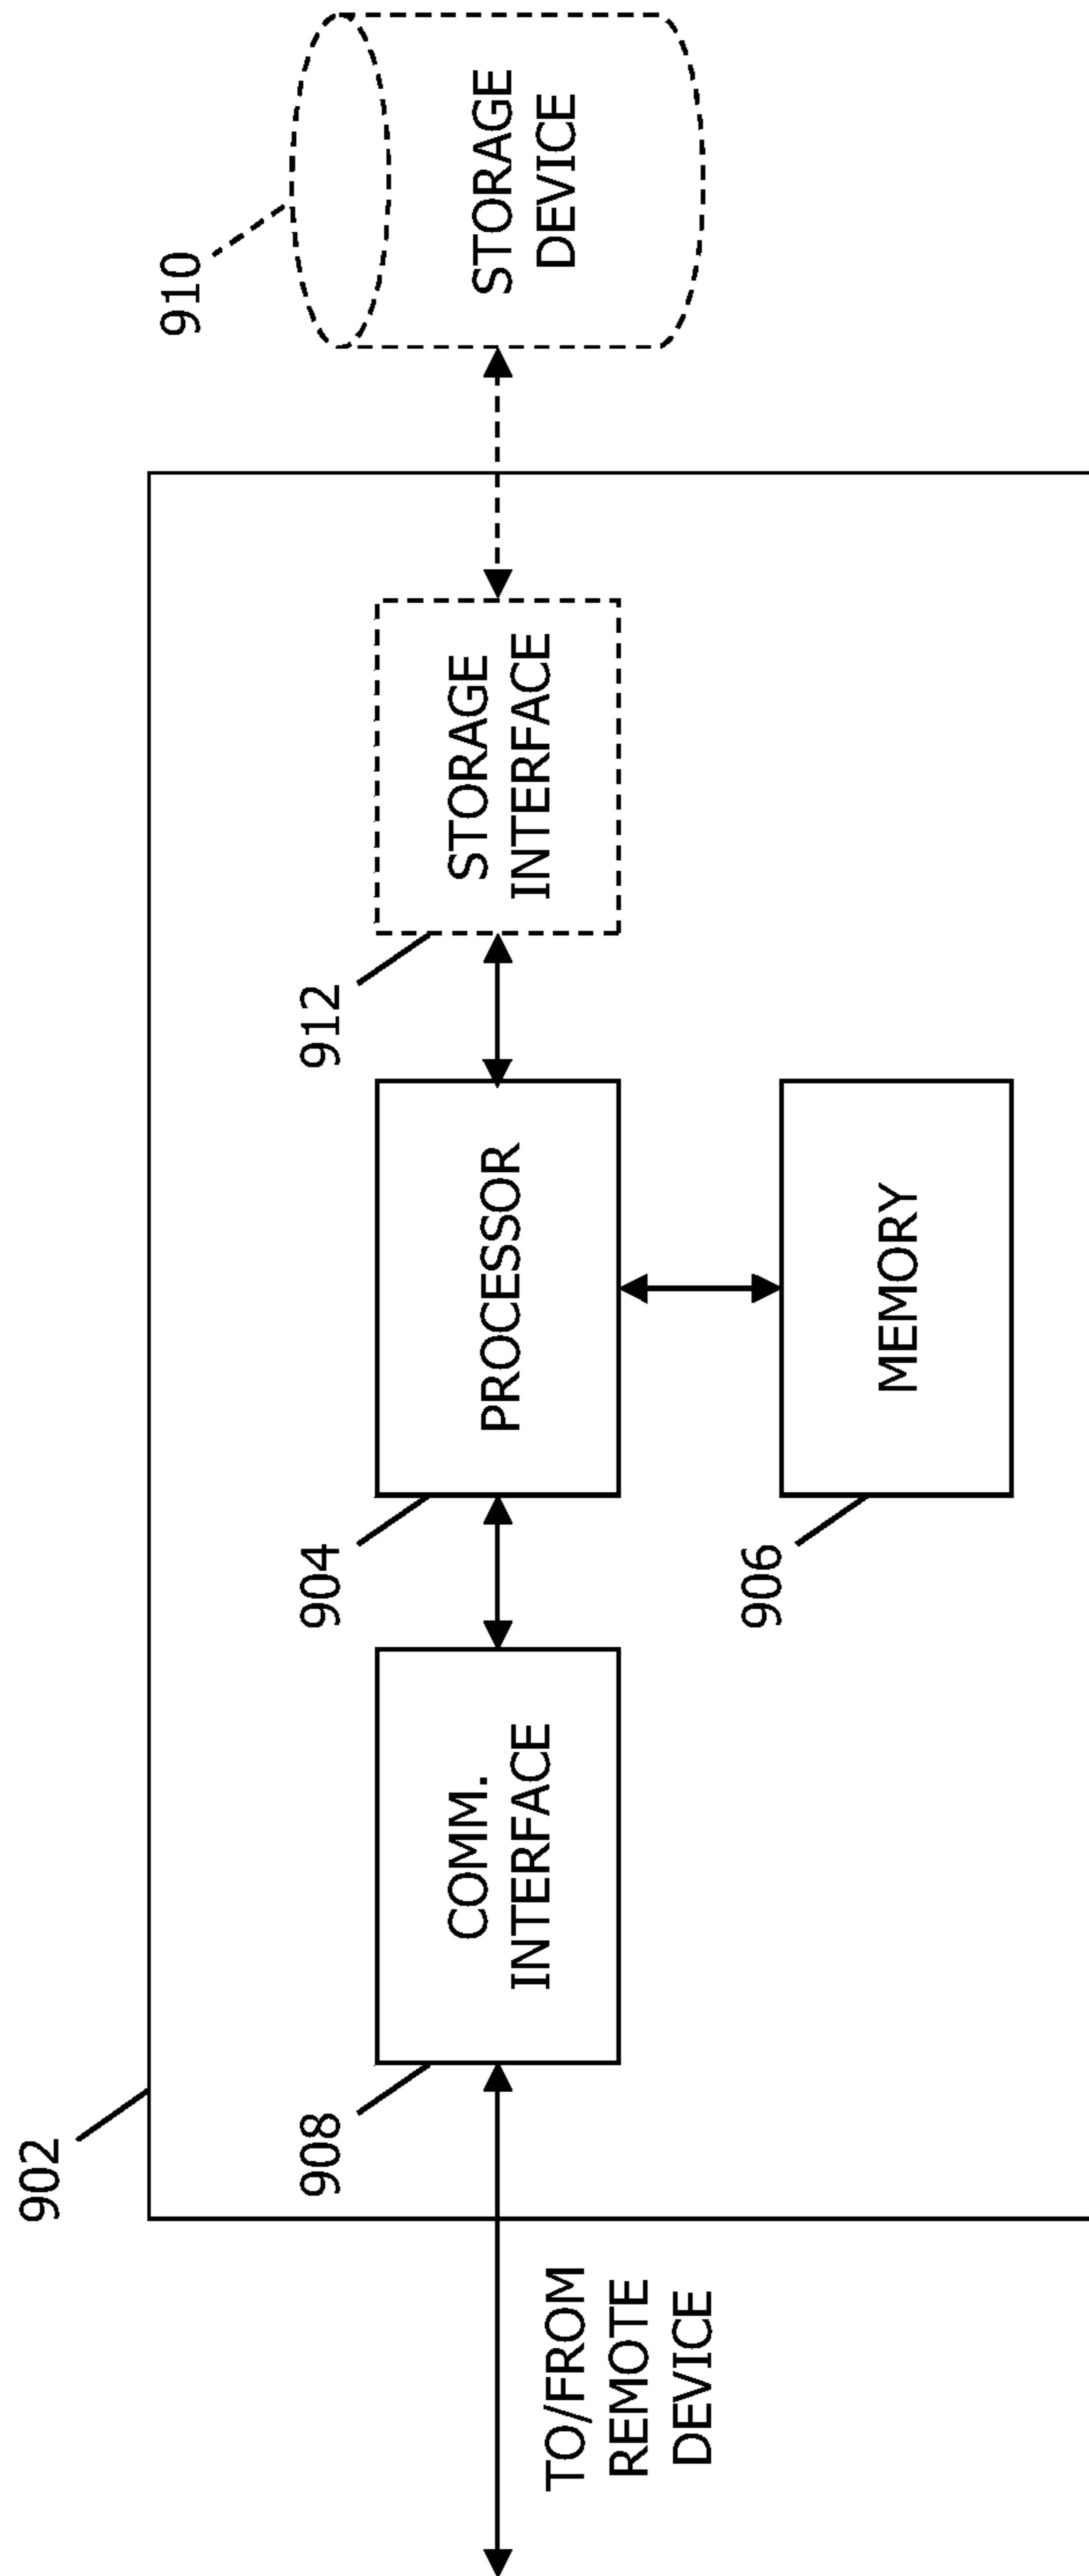 902
908
COMM.
INTERFACE
904
PROCESSOR
912
STORAGE
INTERFACE
910
STORAGE
DEVICE
TO/FROM
REMOTE
DEVICE
906
MEMORY